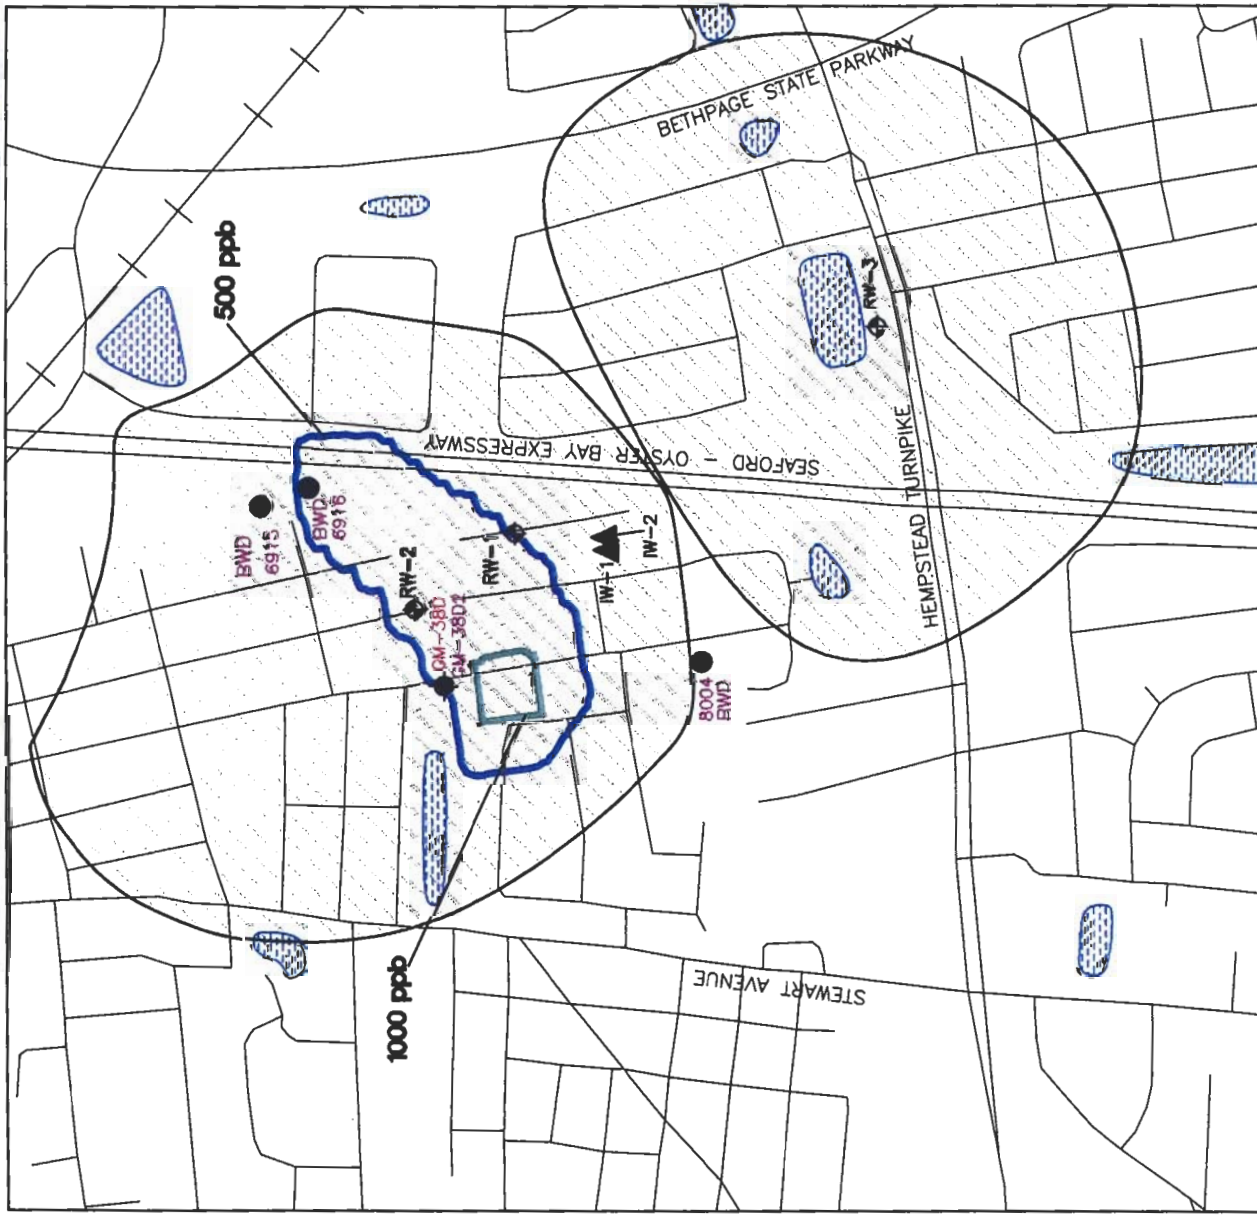 BETHPAGE STATE PARKWAY
500 ppb
RW-3
SEAFORD - OYSTER BAY EXPRESSWAY
HEMPSTEAD TURNPIKE
BWD
6915
BWD
6916
RW-2
RW-1
IW-1
IW-2
GM-38D
GM-38D2
8004
BWD
1000 ppb
STEWART AVENUE